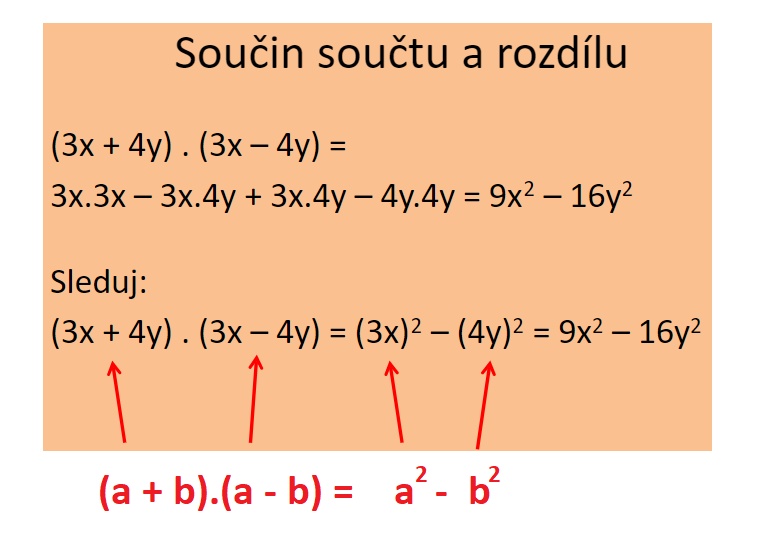 Součin součtu a rozdílu
(3x + 4y) . (3x – 4y) =
3x.3x – 3x.4y + 3x.4y – 4y.4y = 9x² – 16y²
Sleduj:
(3x + 4y) . (3x – 4y) = (3x)² – (4y)² = 9x² – 16y²
(a + b).(a - b) = a² - b²